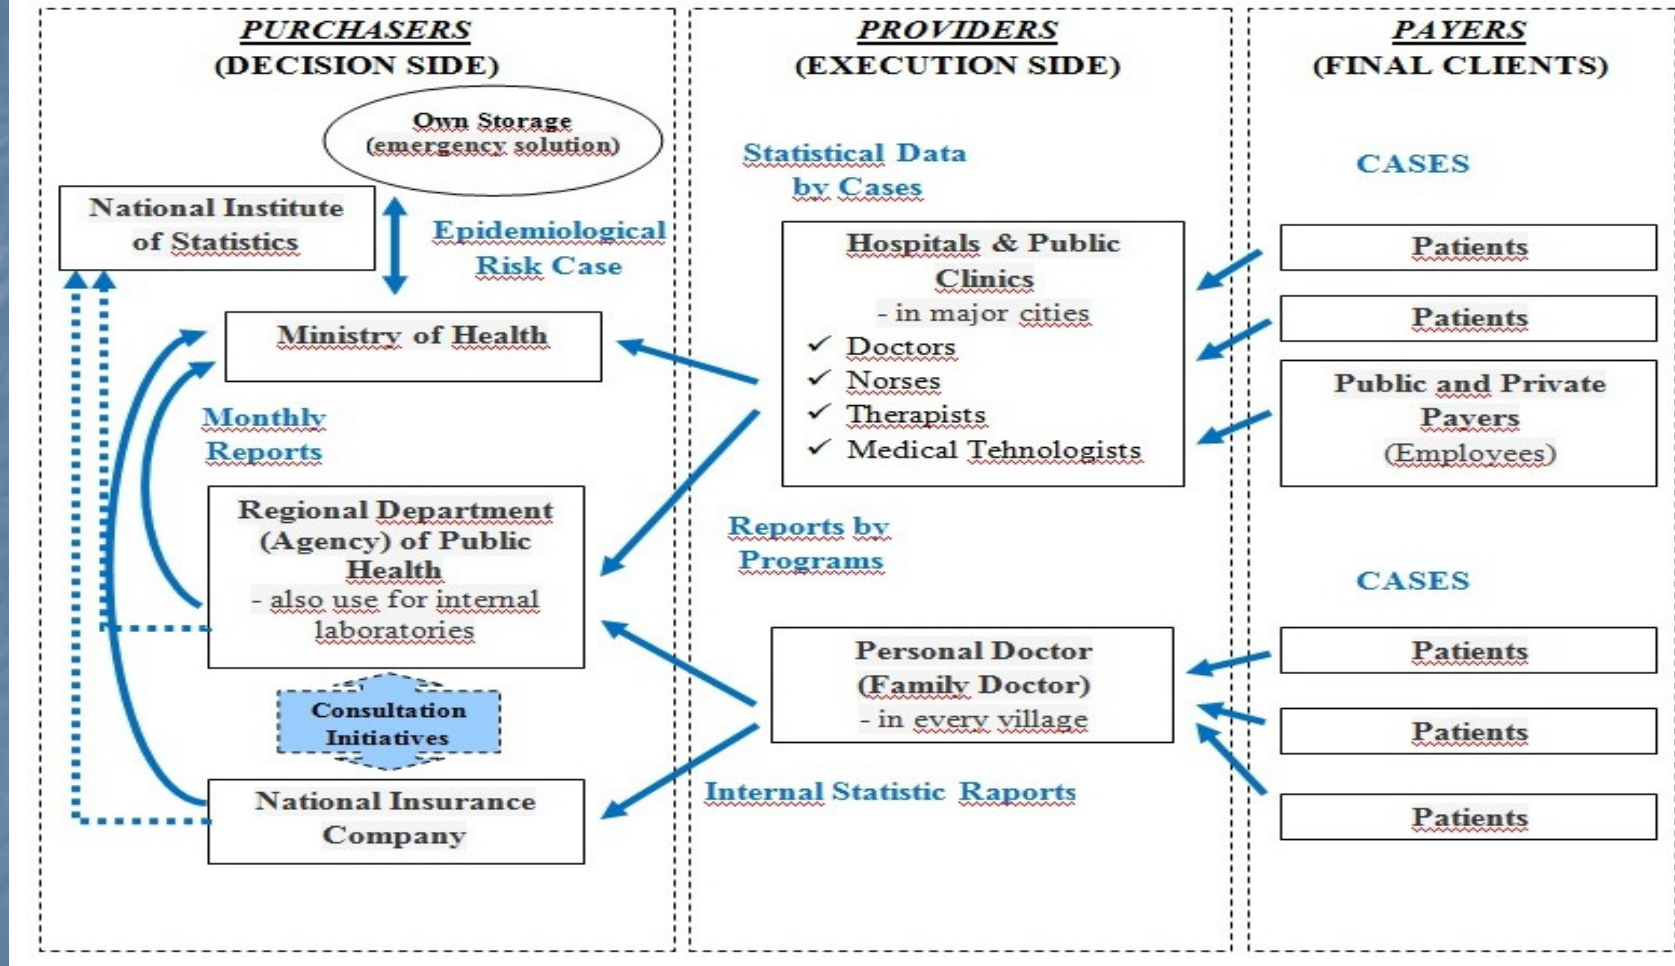 PURCHASERS
(DECISION SIDE)
Own Storage
(emergency solution)
National Institute
of Statistics
Epidemiological
Risk Case
Ministry of Health
Monthly
Reports
Regional Department
(Agency) of Public
Health
- also use for internal
laboratories
Consultation
Initiatives
National Insurance
Company
PROVIDERS
(EXECUTION SIDE)
Statistical Data
by Cases
Hospitals & Public
Clinics
- in major cities
✓ Doctors
✓ Norses
✓ Therapists
✓ Medical Tehnologists
Reports by
Programs
Personal Doctor
(Family Doctor)
- in every village
Internal Statistic Raports
PAYERS
(FINAL CLIENTS)
CASES
Patients
Patients
Public and Private
Payers
(Employees)
CASES
Patients
Patients
Patients